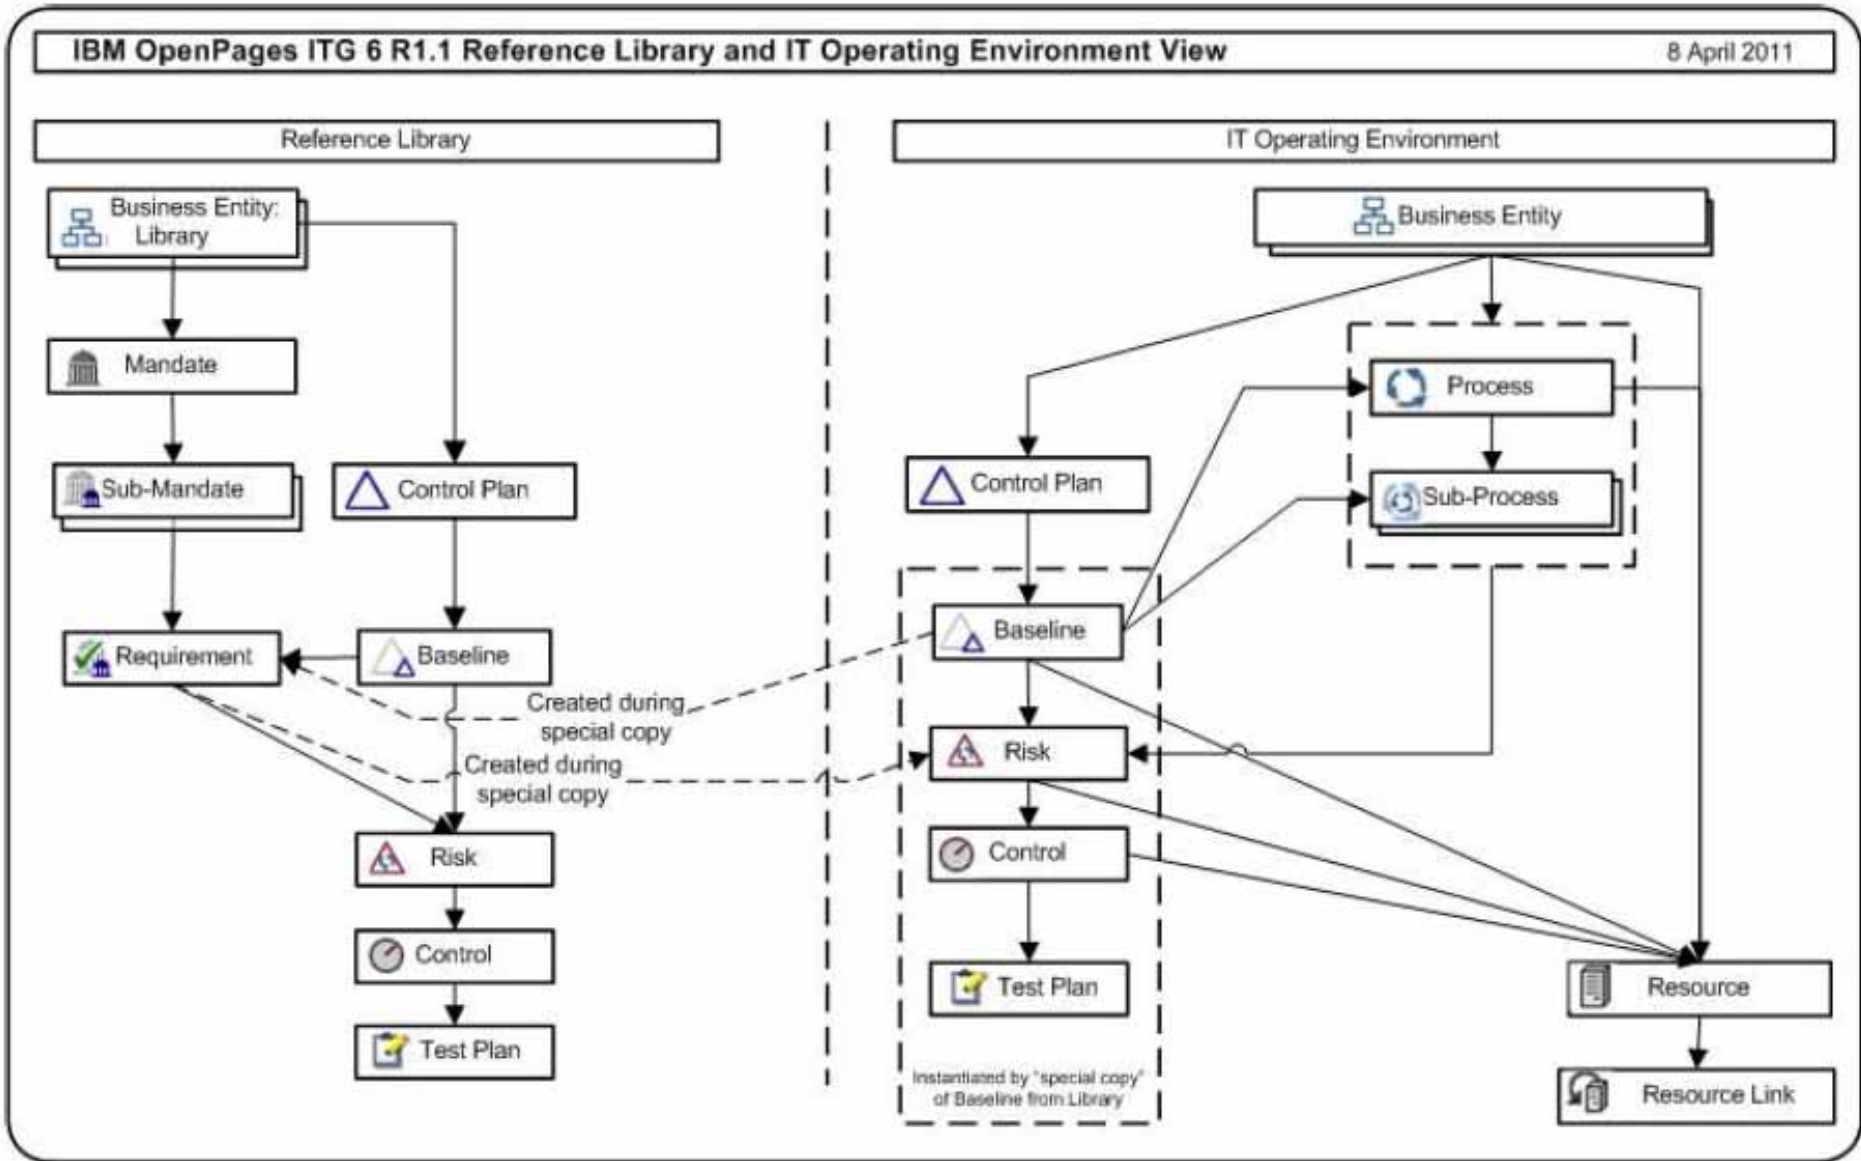 IBM OpenPages ITG 6 R1.1 Reference Library and IT Operating Environment View
8 April 2011
Reference Library
Business Entity:
Library
Mandate
Sub-Mandate
Control Plan
Requirement
Baseline
Created during
special copy
Created during
special copy
Risk
Control
Test Plan
IT Operating Environment
Business Entity
Process
Control Plan
Sub-Process
Baseline
Risk
Control
Test Plan
Instantiated by "special copy"
of Baseline from Library
Resource
Resource Link